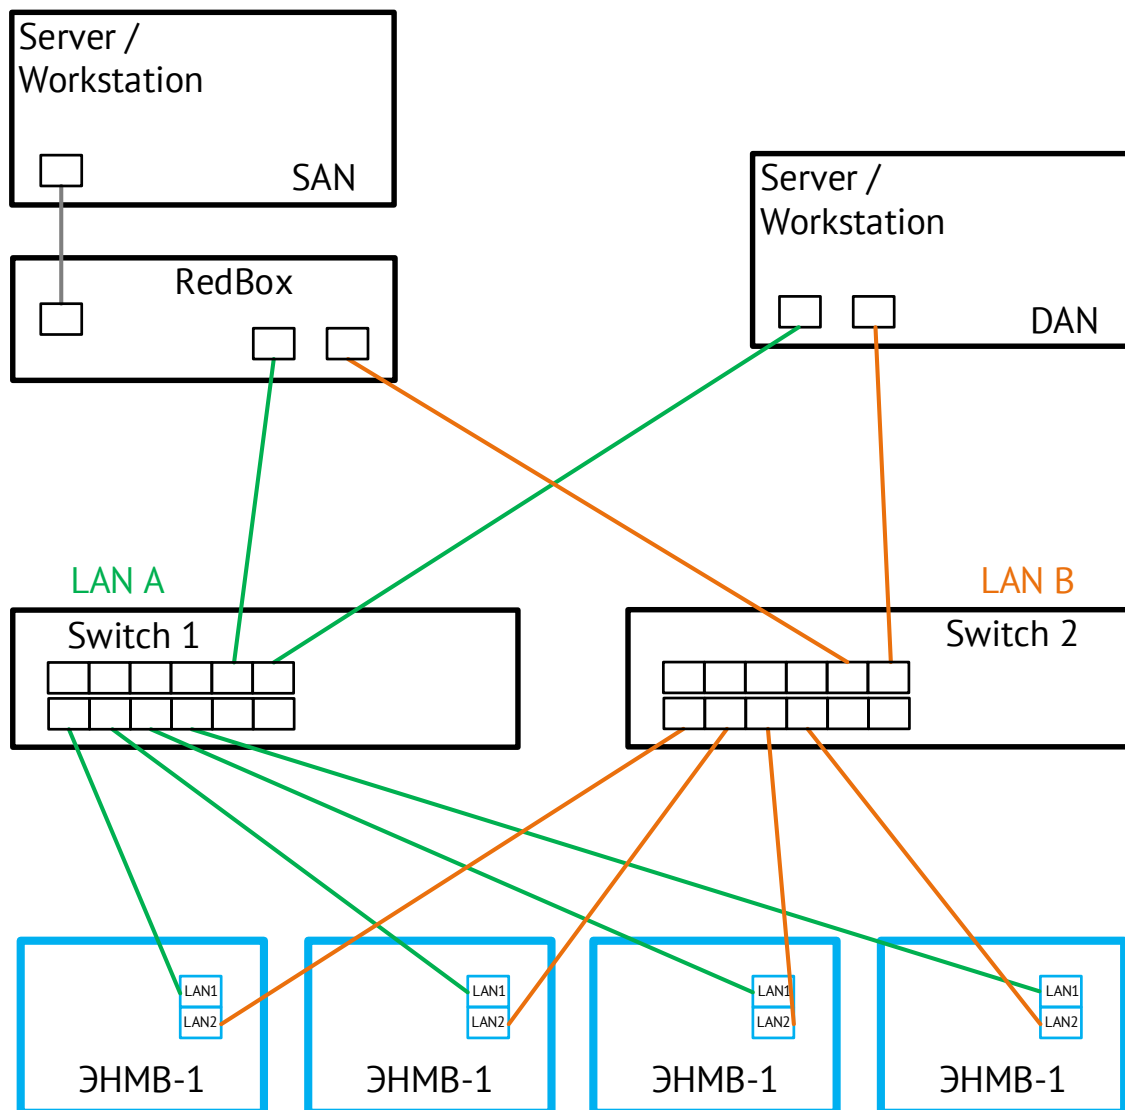 Server /
Workstation
SAN
RedBox
Server /
Workstation
DAN
LAN A
Switch 1
LAN B
Switch 2
LAN1
LAN2
ЭНМВ-1
LAN1
LAN2
ЭНМВ-1
LAN1
LAN2
ЭНМВ-1
LAN1
LAN2
ЭНМВ-1